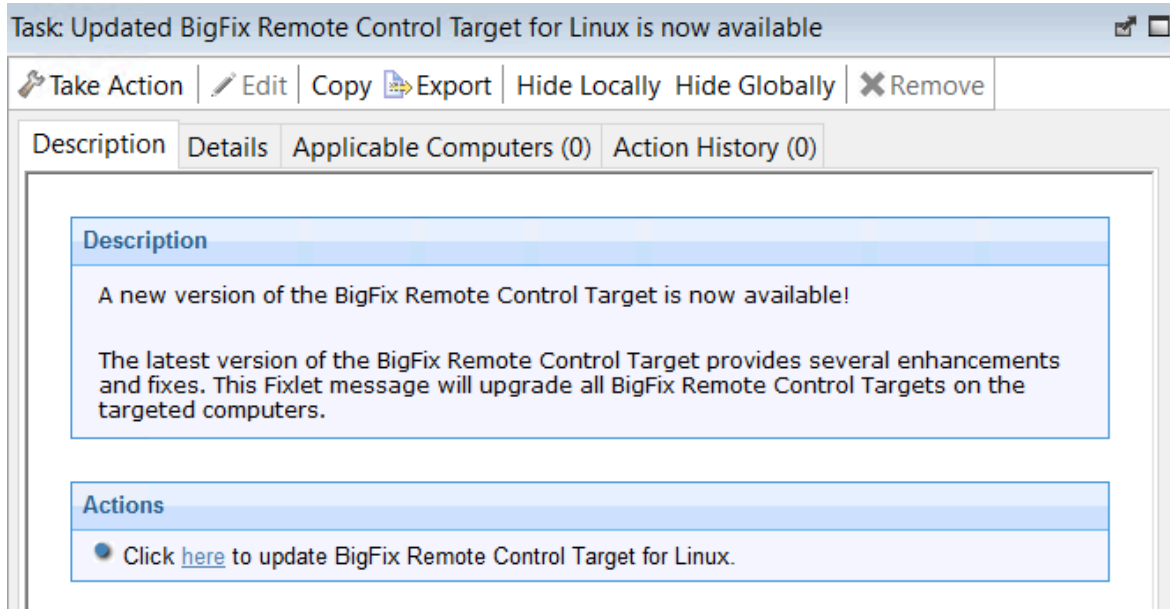 Task: Updated BigFix Remote Control Target for Linux is now available
Take Action Edit Copy Export Hide Locally Hide Globally Remove
Description Details Applicable Computers (0) Action History (0)
Description
A new version of the BigFix Remote Control Target is now available!
The latest version of the BigFix Remote Control Target provides several enhancements
and fixes. This Fixlet message will upgrade all BigFix Remote Control Targets on the
targeted computers.
Actions
Click here to update BigFix Remote Control Target for Linux.